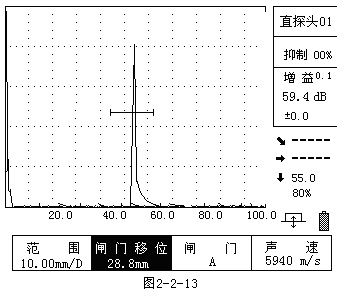 直探头01
抑制 00%
增益0.1
59.4 dB
±0.0
------
------
55.0
80%
20.0 40.0 60.0 80.0 100.0
范 围 闸门移位 闸 门 声 速
10.00mm/D 28.8mm A 5940 m/s
图2-2-13